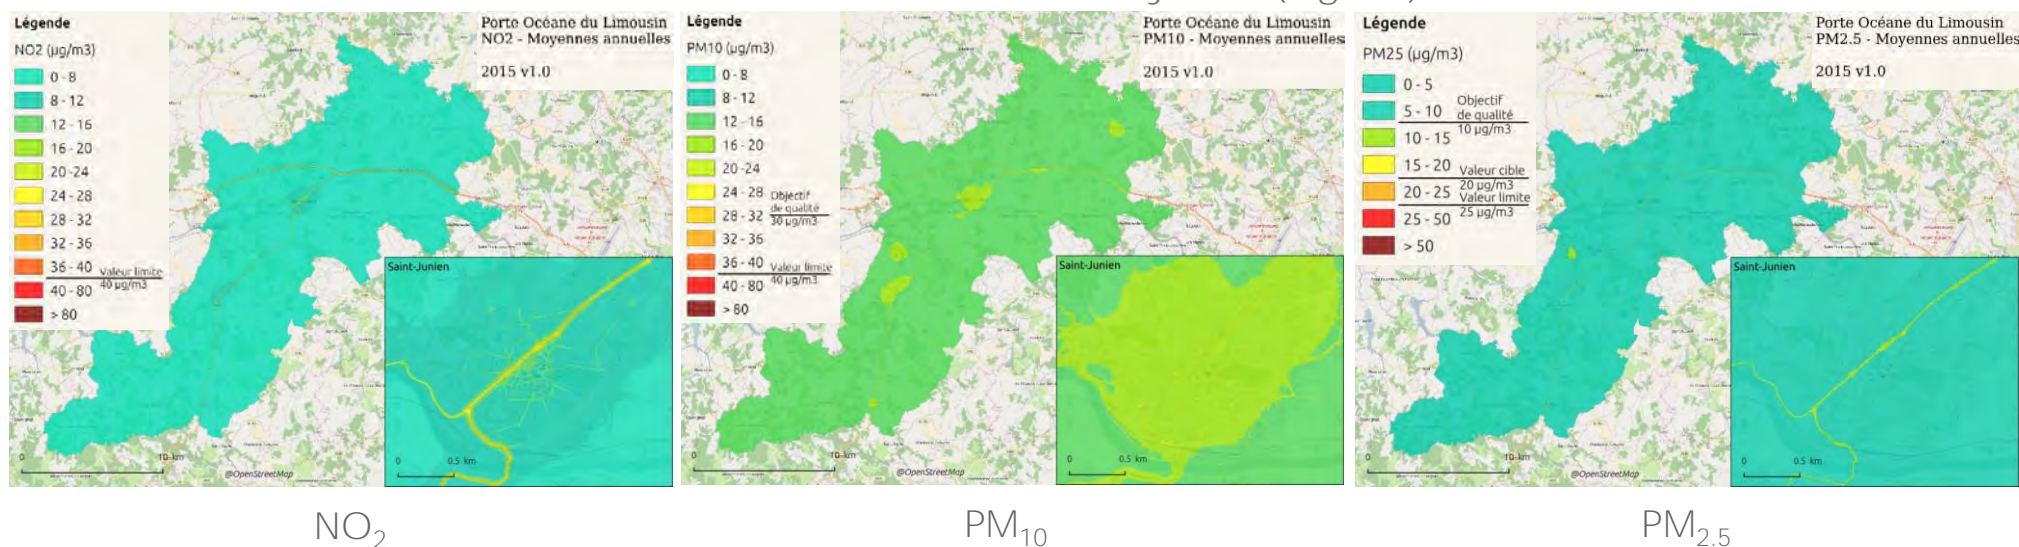 Légende
NO2 (µg/m3)
0 - 8
8 - 12
12 - 16
16 - 20
20 -24
24 - 28
28 - 32
32 - 36
36 - 40
Valeur limite
40 µg/m3
40 - 80
> 80
Porte Océane du Limousin
NO2 - Moyennes annuelles
2015 v1.0
Saint-Junien
0
10 km
0
0.5 km
@OpenStreetMap
NO2
Légende
PM10 (µg/m3)
0 - 8
8 - 12
12 - 16
16 - 20
20 - 24
24 - 28
Objectif
de qualité
28 - 32
30 µg/m3
32 - 36
36 - 40
Valeur limite
40 µg/m3
40 - 80
> 80
Porte Océane du Limousin
PM10 - Moyennes annuelles
2015 v1.0
Saint-Junien
0
10 km
0
0.5 km
@OpenStreetMap
PM10
Légende
PM25 (µg/m3)
0 - 5
5 - 10
Objectif
de qualité
10 µg/m3
10 - 15
15 - 20
Valeur cible
20 µg/m3
20 - 25
Valeur limite
25 µg/m3
25 - 50
> 50
Porte Océane du Limousin
PM2.5 - Moyennes annuelles
2015 v1.0
Saint-Junien
0
10 km
0
0.5 km
@OpenStreetMap
PM2.5